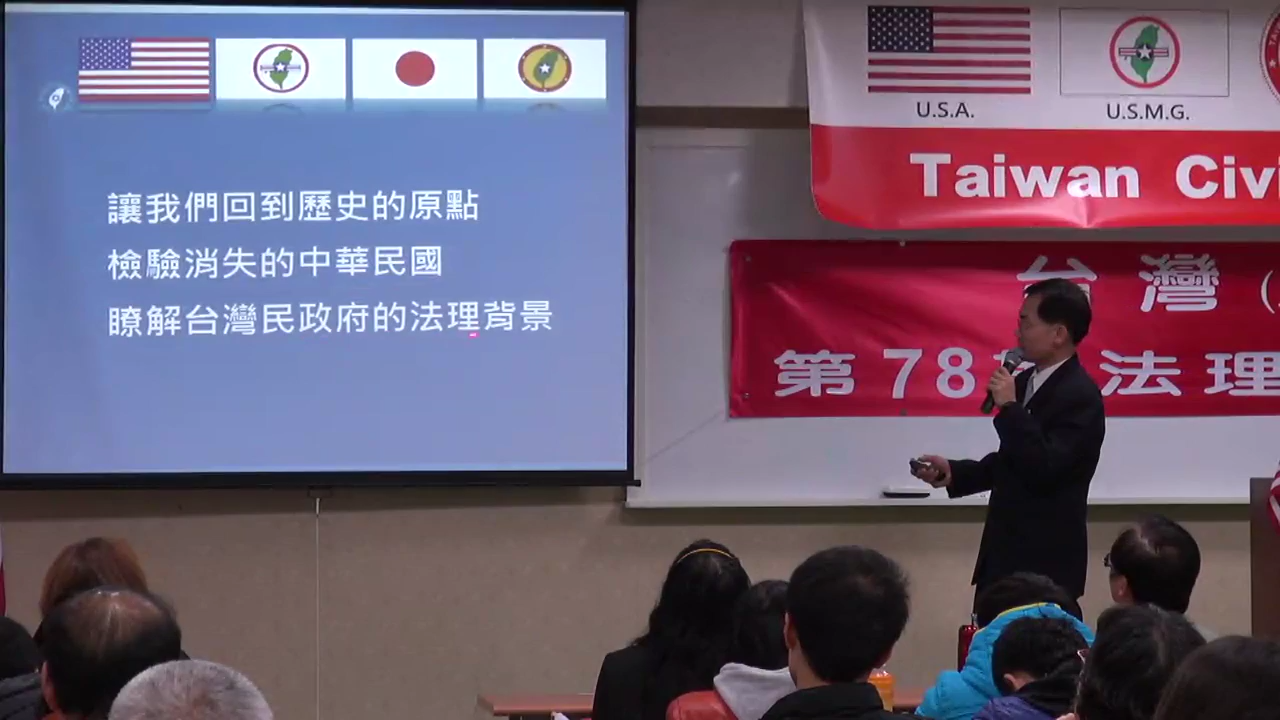 讓我們回到歷史的原點
檢驗消失的中華民國
瞭解台灣民政府的法理背景
U.S.A.
U.S.M.G.
Taiwan Civi
台灣(
第78 法理